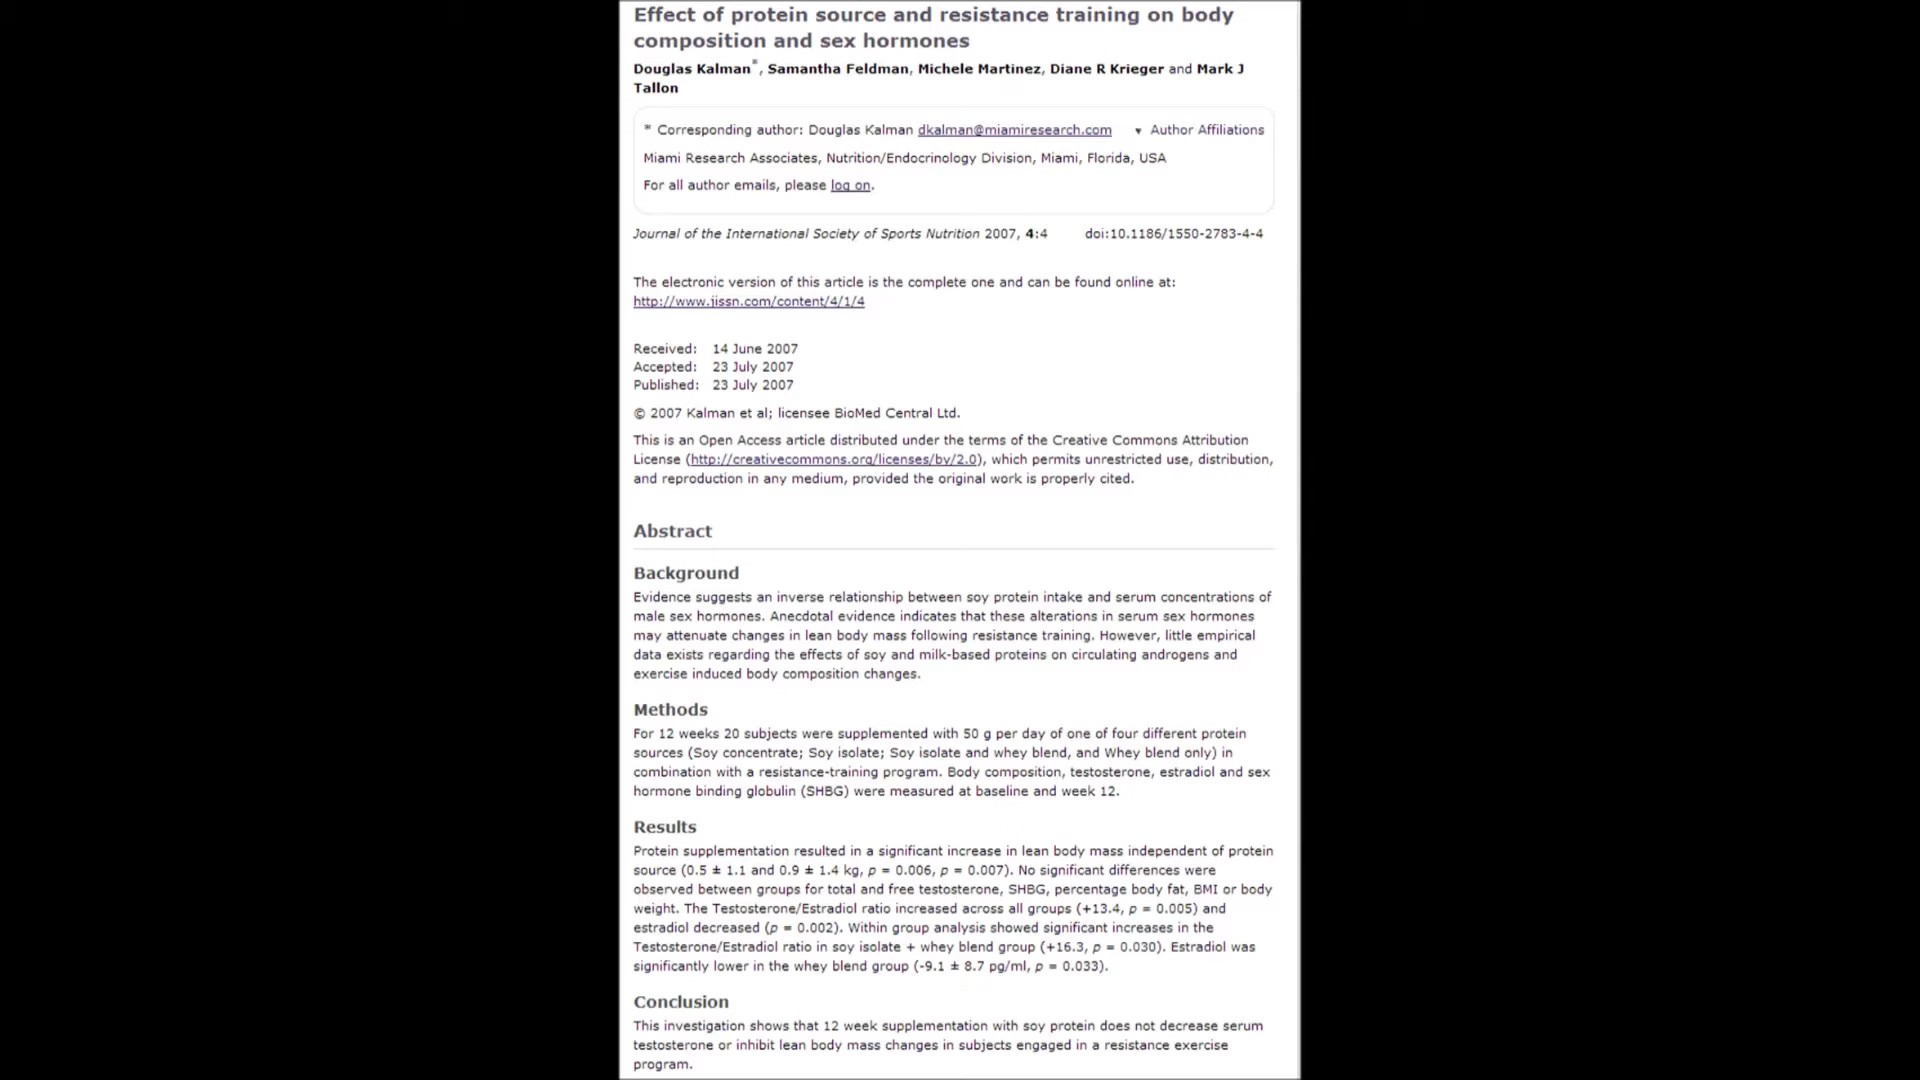 Effect of protein source and resistance training on body
composition and sex hormones
Douglas Kalman*, Samantha Feldman, Michele Martinez, Diane R Krieger and Mark J
Tallon
* Corresponding author: Douglas Kalman dkalman@miamiresearch.com ▼ Author Affiliations
Miami Research Associates, Nutrition/Endocrinology Division, Miami, Florida, USA
For all author emails, please log on.
Journal of the International Society of Sports Nutrition 2007, 4:4 doi:10.1186/1550-2783-4-4
The electronic version of this article is the complete one and can be found online at:
http://www.jissn.com/content/4/1/4
Received: 14 June 2007
Accepted: 23 July 2007
Published: 23 July 2007
© 2007 Kalman et al; licensee BioMed Central Ltd.
This is an Open Access article distributed under the terms of the Creative Commons Attribution
License (http://creativecommons.org/licenses/by/2.0), which permits unrestricted use, distribution,
and reproduction in any medium, provided the original work is properly cited.
Abstract
Background
Evidence suggests an inverse relationship between soy protein intake and serum concentrations of
male sex hormones. Anecdotal evidence indicates that these alterations in serum sex hormones
may attenuate changes in lean body mass following resistance training. However, little empirical
data exists regarding the effects of soy and milk-based proteins on circulating androgens and
exercise induced body composition changes.
Methods
For 12 weeks 20 subjects were supplemented with 50 g per day of one of four different protein
sources (Soy concentrate; Soy isolate; Soy isolate and whey blend, and Whey blend only) in
combination with a resistance-training program. Body composition, testosterone, estradiol and sex
hormone binding globulin (SHBG) were measured at baseline and week 12.
Results
Protein supplementation resulted in a significant increase in lean body mass independent of protein
source (0.5 ± 1.1 and 0.9 ± 1.4 kg, p = 0.006, p = 0.007). No significant differences were
observed between groups for total and free testosterone, SHBG, percentage body fat, BMI or body
weight. The Testosterone/Estradiol ratio increased across all groups (+13.4, p = 0.005) and
estradiol decreased (p = 0.002). Within group analysis showed significant increases in the
Testosterone/Estradiol ratio in soy isolate + whey blend group (+16.3, p = 0.030). Estradiol was
significantly lower in the whey blend group (-9.1 ± 8.7 pg/ml, p = 0.033).
Conclusion
This investigation shows that 12 week supplementation with soy protein does not decrease serum
testosterone or inhibit lean body mass changes in subjects engaged in a resistance exercise
program.